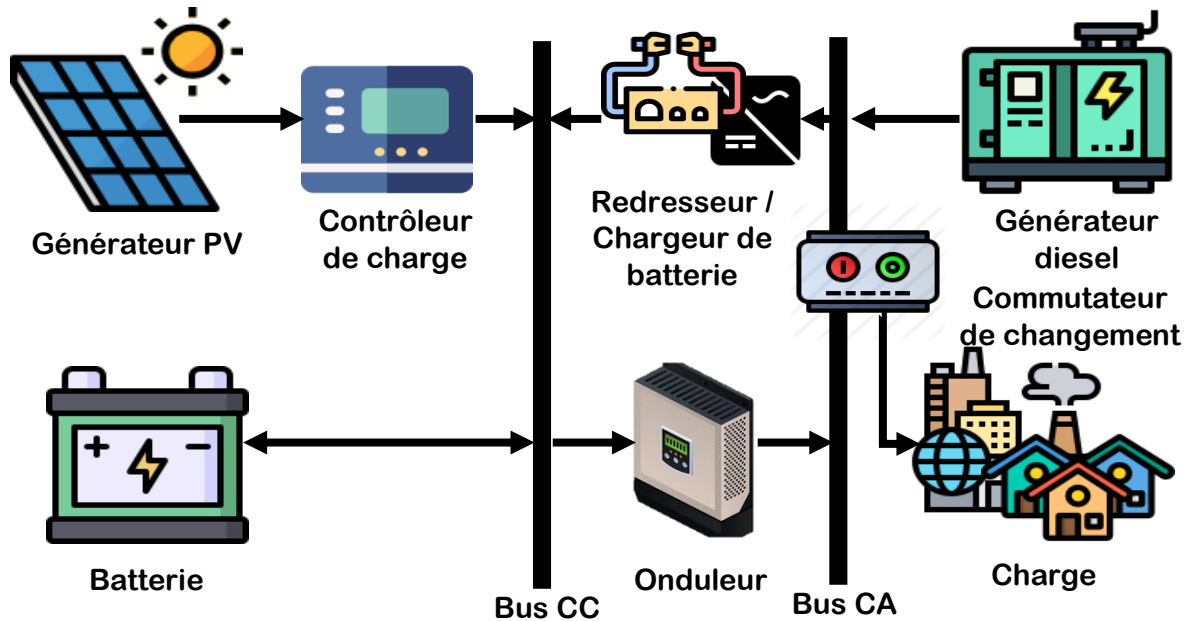 Générateur PV
Contrôleur
de charge
Redresseur /
Chargeur de
batterie
Générateur
diesel
Commutateur
de changement
Batterie
Bus CC
Onduleur
Bus CA
Charge